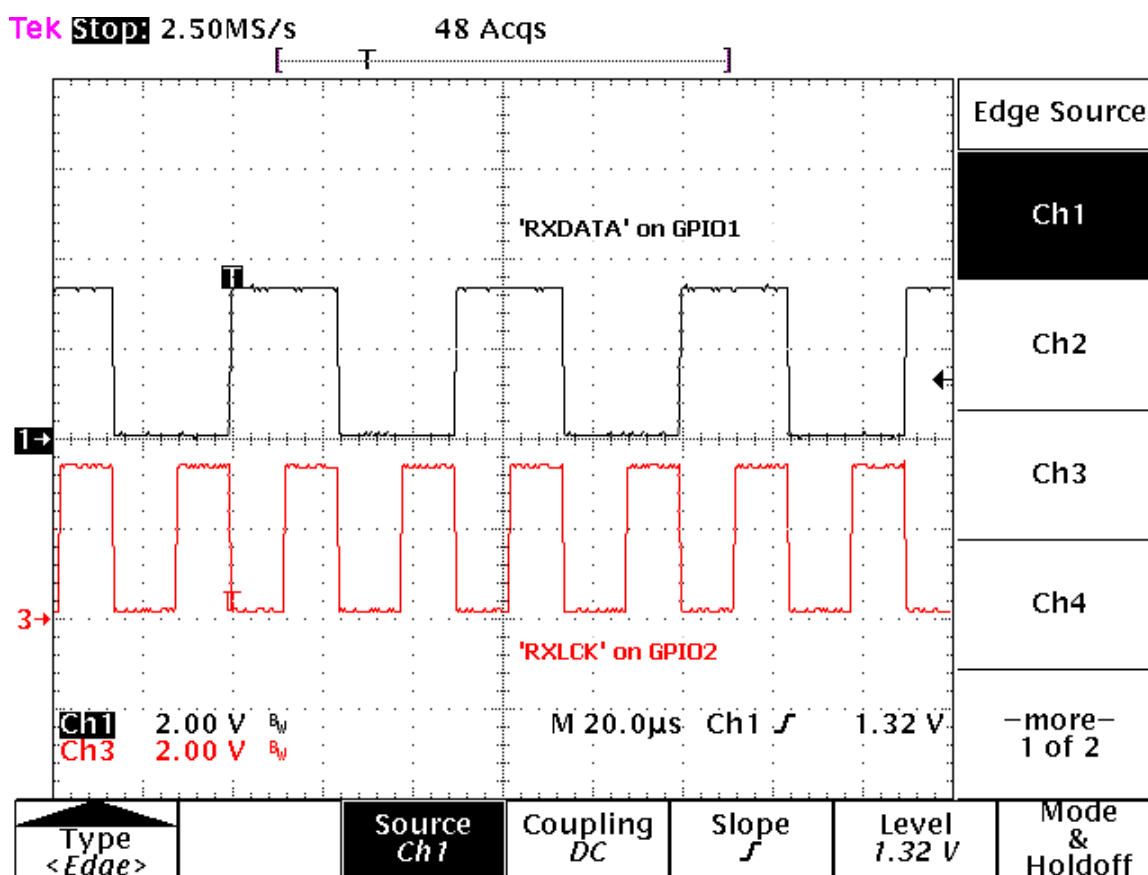 Tek Stop: 2.50MS/s 48 Acqs
[ T ]
Edge Source
Ch1
'RXDATA' on GPIO1
T
Ch2
1→
Ch3
T
3→
Ch4
'RXLCK' on GPIO2
Ch1 2.00 V BW M 20.0µs Ch1 ʃ 1.32 V
Ch3 2.00 V BW
–more–
1 of 2
Type
<Edge>
Source
Ch1
Coupling
DC
Slope
ʃ
Level
1.32 V
Mode
&
Holdoff